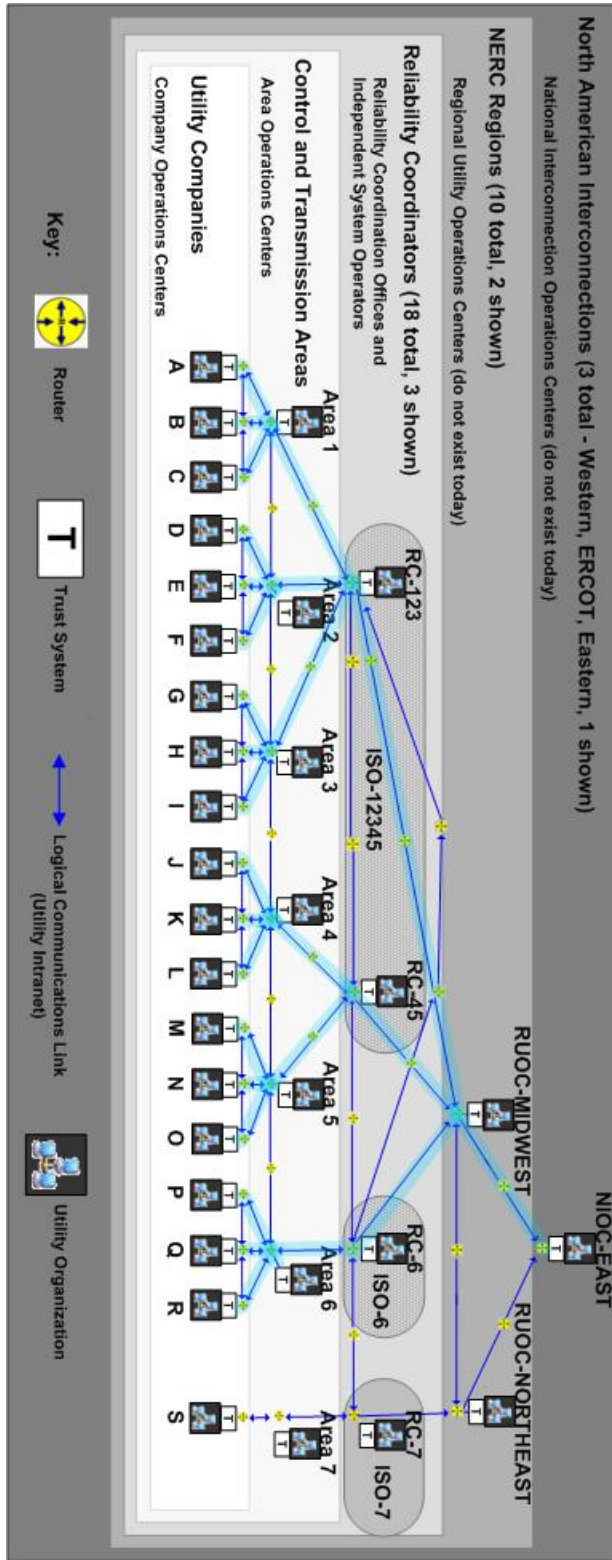 North American Interconnections (3 total - Western, ERCOT, Eastern, 1 shown)
National Interconnection Operations Centers (do not exist today)
NIOC-EAST
T
NERC Regions (10 total, 2 shown)
Regional Utility Operations Centers (do not exist today)
RUOC-MIDWEST
T
RUOC-NORTHEAST
T
Reliability Coordinators (18 total, 3 shown)
Reliability Coordination Offices and
Independent System Operators
RC-123
T
ISO-12345
RC-45
T
RC-6
T
ISO-6
RC-7
T
ISO-7
Control and Transmission Areas
Area Operations Centers
Area 1
T
Area 2
T
Area 3
T
Area 4
T
Area 5
T
Area 6
T
Area 7
T
Utility Companies
Company Operations Centers
T T T T T T T T T T T T T T T T T T T
A B C D E F G H I J K L M N O P Q R S
Key:
R
Router
T
Trust System
Logical Communications Link
(Utility Intranet)
Utility Organization